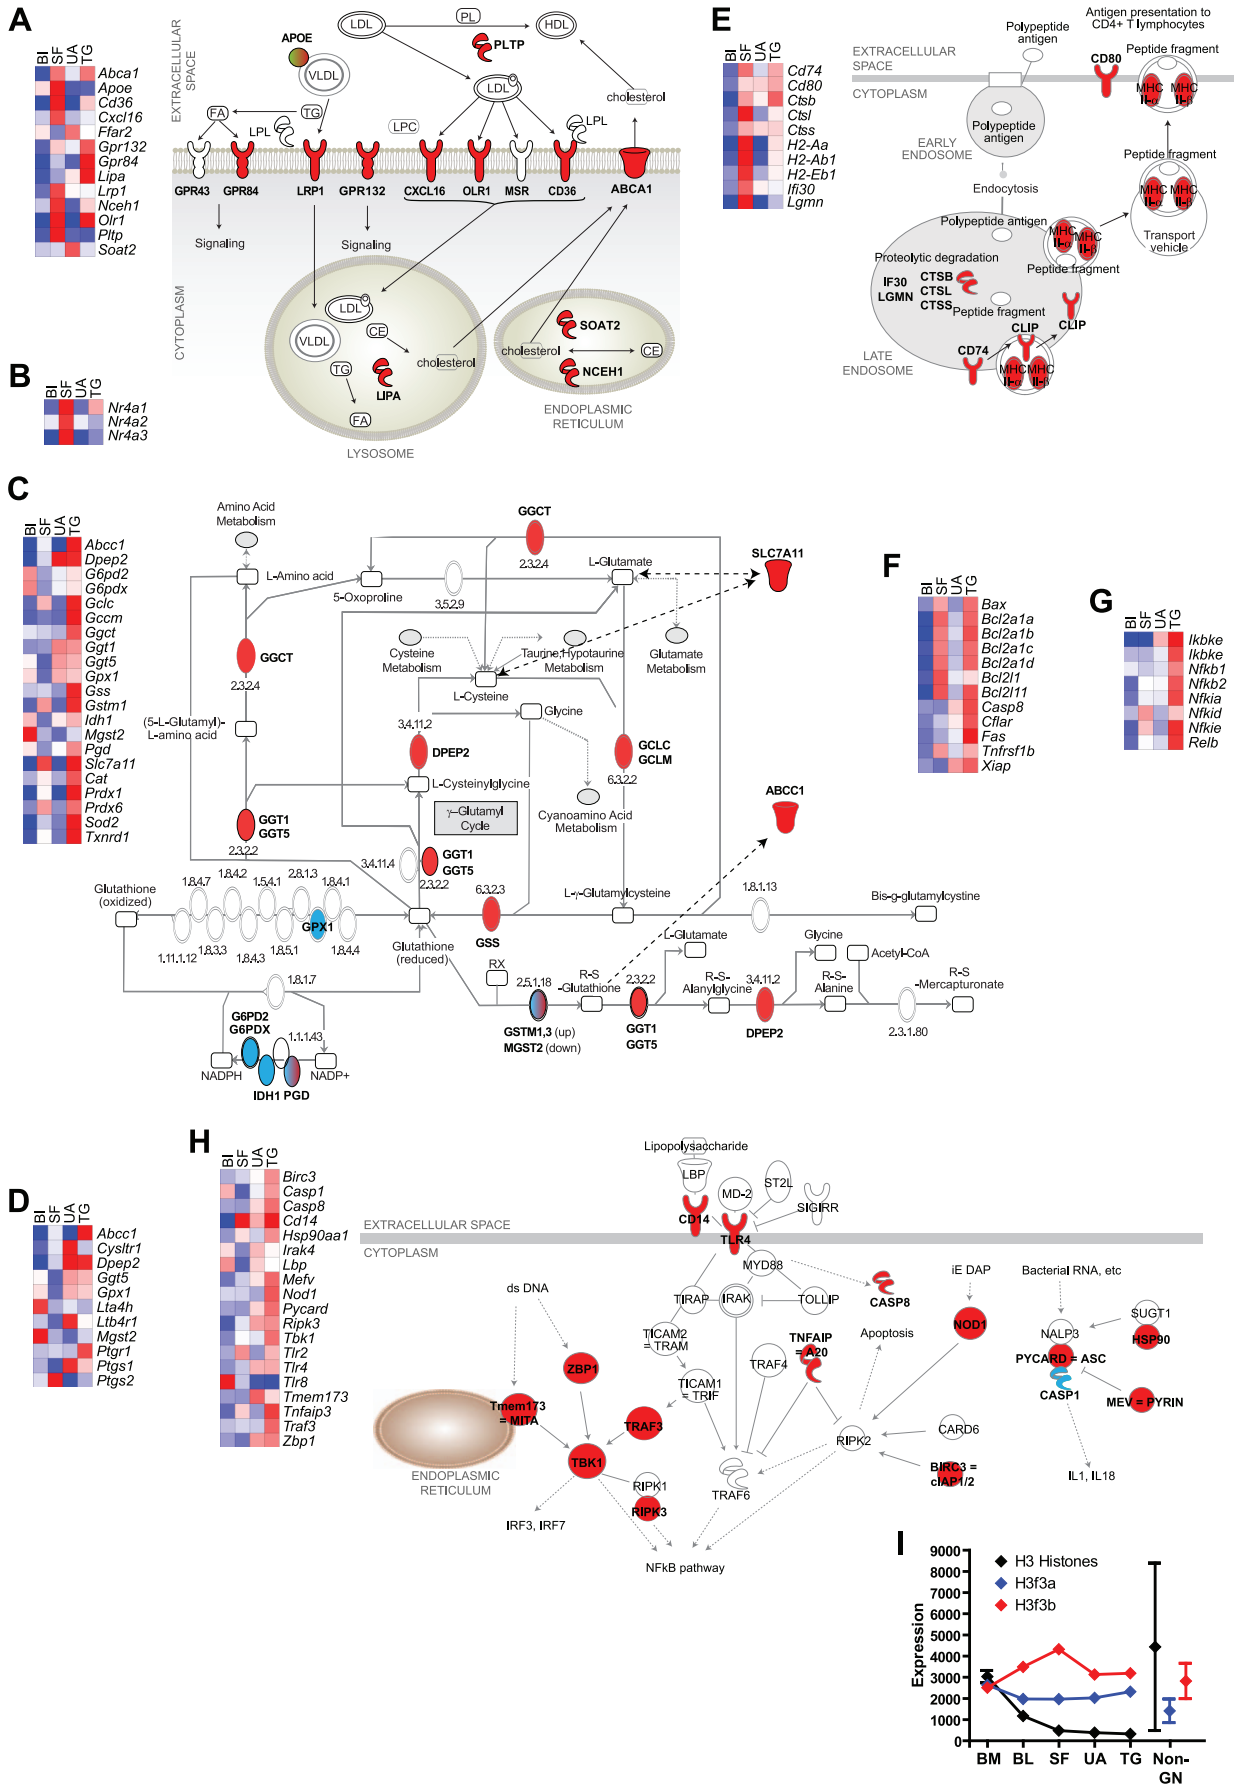 A
BI SF UA TG
Abca1
Apoe
Cd36
Cxcl16
Ffar2
Gpr132
Gpr84
Lipa
Lrp1
Nceh1
Olr1
Pltp
Soat2
EXTRACELLULAR SPACE
CYTOPLASM
LDL
PL
HDL
PLTP
APOE
VLDL
LDL
cholesterol
FA
TG
LPL
LPC
LPL
GPR43
GPR84
LRP1
GPR132
CXCL16
OLR1
MSR
CD36
ABCA1
Signaling
Signaling
LDL
VLDL
CE
TG
LIPA
FA
cholesterol
LYSOSOME
SOAT2
cholesterol
CE
NCEH1
ENDOPLASMIC
RETICULUM
B
BI SF UA TG
Nr4a1
Nr4a2
Nr4a3
E
BI SF UA TG
Cd74
Cd80
Ctsb
Ctsl
Ctss
H2-Aa
H2-Ab1
H2-Eb1
Ifi30
Lgmn
EXTRACELLULAR
SPACE
CYTOPLASM
Polypeptide
antigen
Antigen presentation to
CD4+ T lymphocytes
Peptide fragment
CD80
MHC
II-α
MHC
II-β
Polypeptide
antigen
EARLY
ENDOSOME
Endocytosis
Peptide fragment
MHC
II-α
MHC
II-β
Transport
vehicle
Polypeptide antigen
MHC
II-α
MHC
II-β
Peptide fragment
Proteolytic degradation
IF30
LGMN
CTSB
CTSL
CTSS
Peptide fragment
CLIP
CLIP
CD74
MHC
II-α
MHC
II-β
LATE
ENDOSOME
C
BI SF UA TG
Abcc1
Dpep2
G6pd2
G6pdx
Gclc
Gccm
Ggct
Ggt1
Ggt5
Gpx1
Gss
Gstm1
Idh1
Mgst2
Pgd
Slc7a11
Cat
Prdx1
Prdx6
Sod2
Txnrd1
Amino Acid
Metabolism
L-Amino acid
GGCT
2.3.2.4
5-Oxoproline
3.5.2.9
L-Glutamate
SLC7A11
GGCT
2.3.2.4
Cysteine
Metabolism
Taurine, Hypotaurine
Metabolism
Glutamate
Metabolism
L-Cysteine
(5-L-Glutamyl)-
L-amino acid
3.4.11.2
DPEP2
Glycine
GCLC
GCLM
6.3.2.2
L-Cysteinylglycine
Cyanoamino Acid
Metabolism
γ-Glutamyl
Cycle
ABCC1
GGT1
GGT5
2.3.2.2
3.4.11.4
GGT1
GGT5
2.3.2.2
Glutathione
(oxidized)
1.8.4.7
1.8.4.2
1.5.4.1
2.8.1.3
1.8.4.1
GPX1
1.11.1.12
1.8.3.3
1.8.4.3
1.8.5.1
1.8.4.4
Glutathione
(reduced)
6.3.2.3
GSS
L-γ-Glutamylcysteine
1.8.1.13
Bis-g-glutamylcystine
1.8.1.7
G6PD2
G6PDX
1.1.1.43
NADPH
NADP+
IDH1 PGD
RX
2.5.1.18
GSTM1,3 (up)
MGST2 (down)
R-S
-Glutathione
2.3.2.2
GGT1
GGT5
L-Glutamate
R-S-
Alanylglycine
3.4.11.2
DPEP2
Glycine
R-S-
Alanine
Acetyl-CoA
2.3.1.80
R-S
-Mercapturonate
F
BI SF UA TG
Bax
Bcl2a1a
Bcl2a1b
Bcl2a1c
Bcl2a1d
Bcl2l1
Bcl2l11
Casp8
Cflar
Fas
Tnfrsf1b
Xiap
G
BI SF UA TG
Ikbke
Ikbke
Nfkb1
Nfkb2
Nfkia
Nfkid
Nfkie
Relb
D
BI SF UA TG
Abcc1
Cysltr1
Dpep2
Ggt5
Gpx1
Lta4h
Ltb4r1
Mgst2
Ptgr1
Ptgs1
Ptgs2
H
BI SF UA TG
Birc3
Casp1
Casp8
Cd14
Hsp90aa1
Irak4
Lbp
Mefv
Nod1
Pycard
Ripk3
Tbk1
Tlr2
Tlr4
Tlr8
Tmem173
Tnfaip3
Traf3
Zbp1
EXTRACELLULAR SPACE
CYTOPLASM
Lipopolysaccharide
LBP
CD14
MD-2
ST2L
SIGIRR
TLR4
MYD88
TIRAP
IRAK
TOLLIP
CASP8
TICAM2
= TRAM
TICAM1
= TRIF
TRAF4
TNFAIP
= A20
Apoptosis
ds DNA
ZBP1
Tmem173
= MITA
TRAF3
TBK1
RIPK1
RIPK3
TRAF6
RIPK2
ENDOPLASMIC
RETICULUM
IRF3, IRF7
NFkB pathway
iE DAP
NOD1
CARD6
BIRC3 =
cIAP1/2
Bacterial RNA, etc
SUGT1
NALP3
HSP90
PYCARD = ASC
CASP1
MEV = PYRIN
IL1, IL18
I
Expression
9000
8000
7000
6000
5000
4000
3000
2000
1000
0
H3 Histones
H3f3a
H3f3b
BM BL SF UA TG Non-
GN